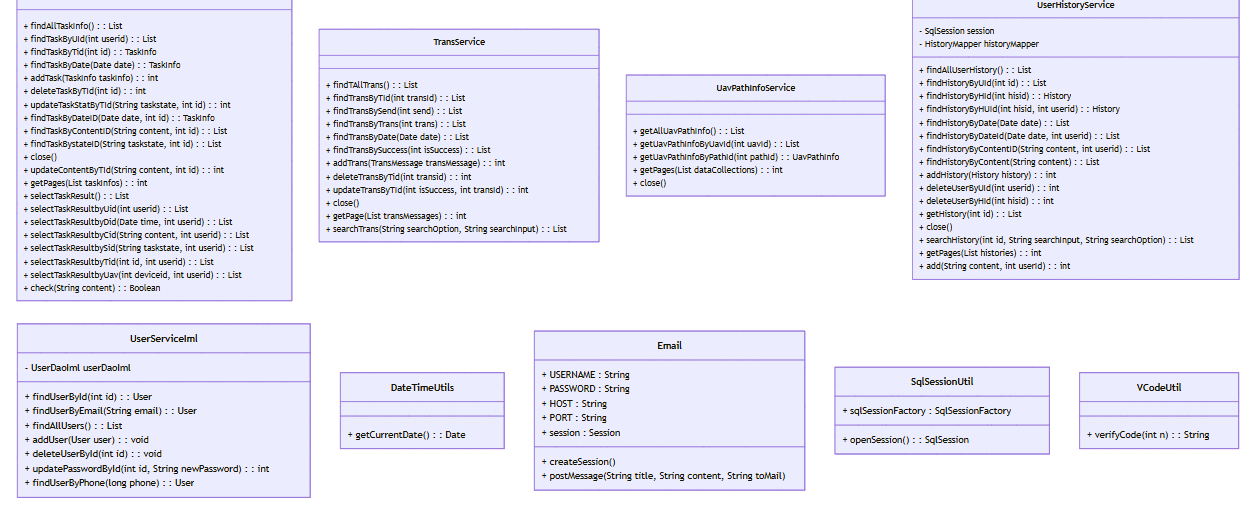 + findAllTaskInfo() : : List
+ findTaskByUId(int userid) : : List
+ findTaskByTid(int id) : : TaskInfo
+ findTaskByDate(Date date) : : TaskInfo
+ addTask(TaskInfo taskInfo) : : int
+ deleteTaskByTID(int id) : : int
+ updateTaskStatByTID(String taskstate, int id) : : int
+ findTaskByDateID(Date date, int id) : : TaskInfo
+ findTaskByContentID(String content, int id) : : List
+ findTaskBystateID(String taskstate, int id) : : List
+ close()
+ updateContentByTID(String content, int id) : : int
+ getPages(List taskInfos) : : int
+ selectTaskResult() : : List
+ selectTaskResultbyUid(int userid) : : List
+ selectTaskResultbyDid(Date time, int userid) : : List
+ selectTaskResultbyCid(String content, int userid) : : List
+ selectTaskResultbySid(String taskstate, int userid) : : List
+ selectTaskResultbyTid(int id, int userid) : : List
+ selectTaskResultbyUav(int deviceid, int userid) : : List
+ check(String content) : : Boolean
TransService
+ findTAllTrans() : : List
+ findTransByTId(int transId) : : List
+ findTransBySend(int send) : : List
+ findTransByTrans(int trans) : : List
+ findTransByDate(Date date) : : List
+ findTransBySuccess(int isSuccess) : : List
+ addTrans(TransMessage transMessage) : : int
+ deleteTransByTid(int transid) : : int
+ updateTransByTID(int isSuccess, int transId) : : int
+ close()
+ getPage(List transMessages) : : int
+ searchTrans(String searchOption, String searchInput) : : List
UavPathInfoService
+ getAllUavPathInfo() : : List
+ getUavPathInfoByUavId(int uavId) : : List
+ getUavPathInfoByPathId(int pathId) : : UavPathInfo
+ getPages(List dataCollections) : : int
+ close()
UserHistoryService
- SqlSession session
- HistoryMapper historyMapper
+ findAllUserHistory() : : List
+ findHistoryByUId(int id) : : List
+ findHistoryByHId(int hisid) : : History
+ findHistoryByHUId(int hisid, int userid) : : History
+ findHistoryByDate(Date date) : : List
+ findHistoryByDateId(Date date, int userid) : : List
+ findHistoryByContentID(String content, int userid) : : List
+ findHistoryByContent(String content) : : List
+ addHistory(History history) : : int
+ deleteUserByUId(int userid) : : int
+ deleteUserByHId(int hisid) : : int
+ getHistory(int id) : : List
+ close()
+ searchHistory(int id, String searchInput, String searchOption) : : List
+ getPages(List histories) : : int
+ add(String content, int userId) : : int
UserServiceIml
- UserDaoIml userDaoIml
+ findUserById(int id) : : User
+ findUserByEmail(String email) : : User
+ findAllUsers() : : List
+ addUser(User user) : : void
+ deleteUserById(int id) : : void
+ updatePasswordById(int id, String newPassword) : : int
+ findUserByPhone(long phone) : : User
DateTimeUtils
+ getCurrentDate() : : Date
Email
+ USERNAME : String
+ PASSWORD : String
+ HOST : String
+ PORT : String
+ session : Session
+ createSession()
+ postMessage(String title, String content, String toMail)
SqlSessionUtil
+ sqlSessionFactory : SqlSessionFactory
+ openSession() : : SqlSession
VCodeUtil
+ verifyCode(int n) : : String